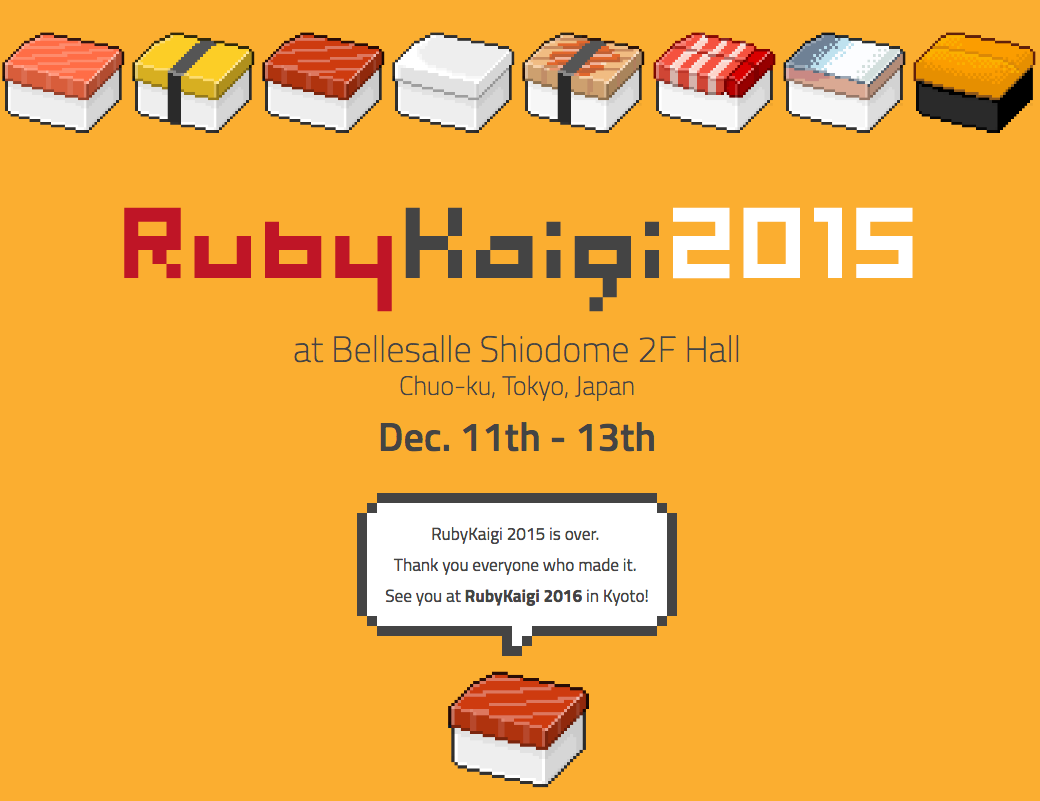 RubyKaigi2015
at Bellesalle Shiodome 2F Hall
Chuo-ku, Tokyo, Japan
Dec. 11th - 13th
RubyKaigi 2015 is over.
Thank you everyone who made it.
See you at RubyKaigi 2016 in Kyoto!